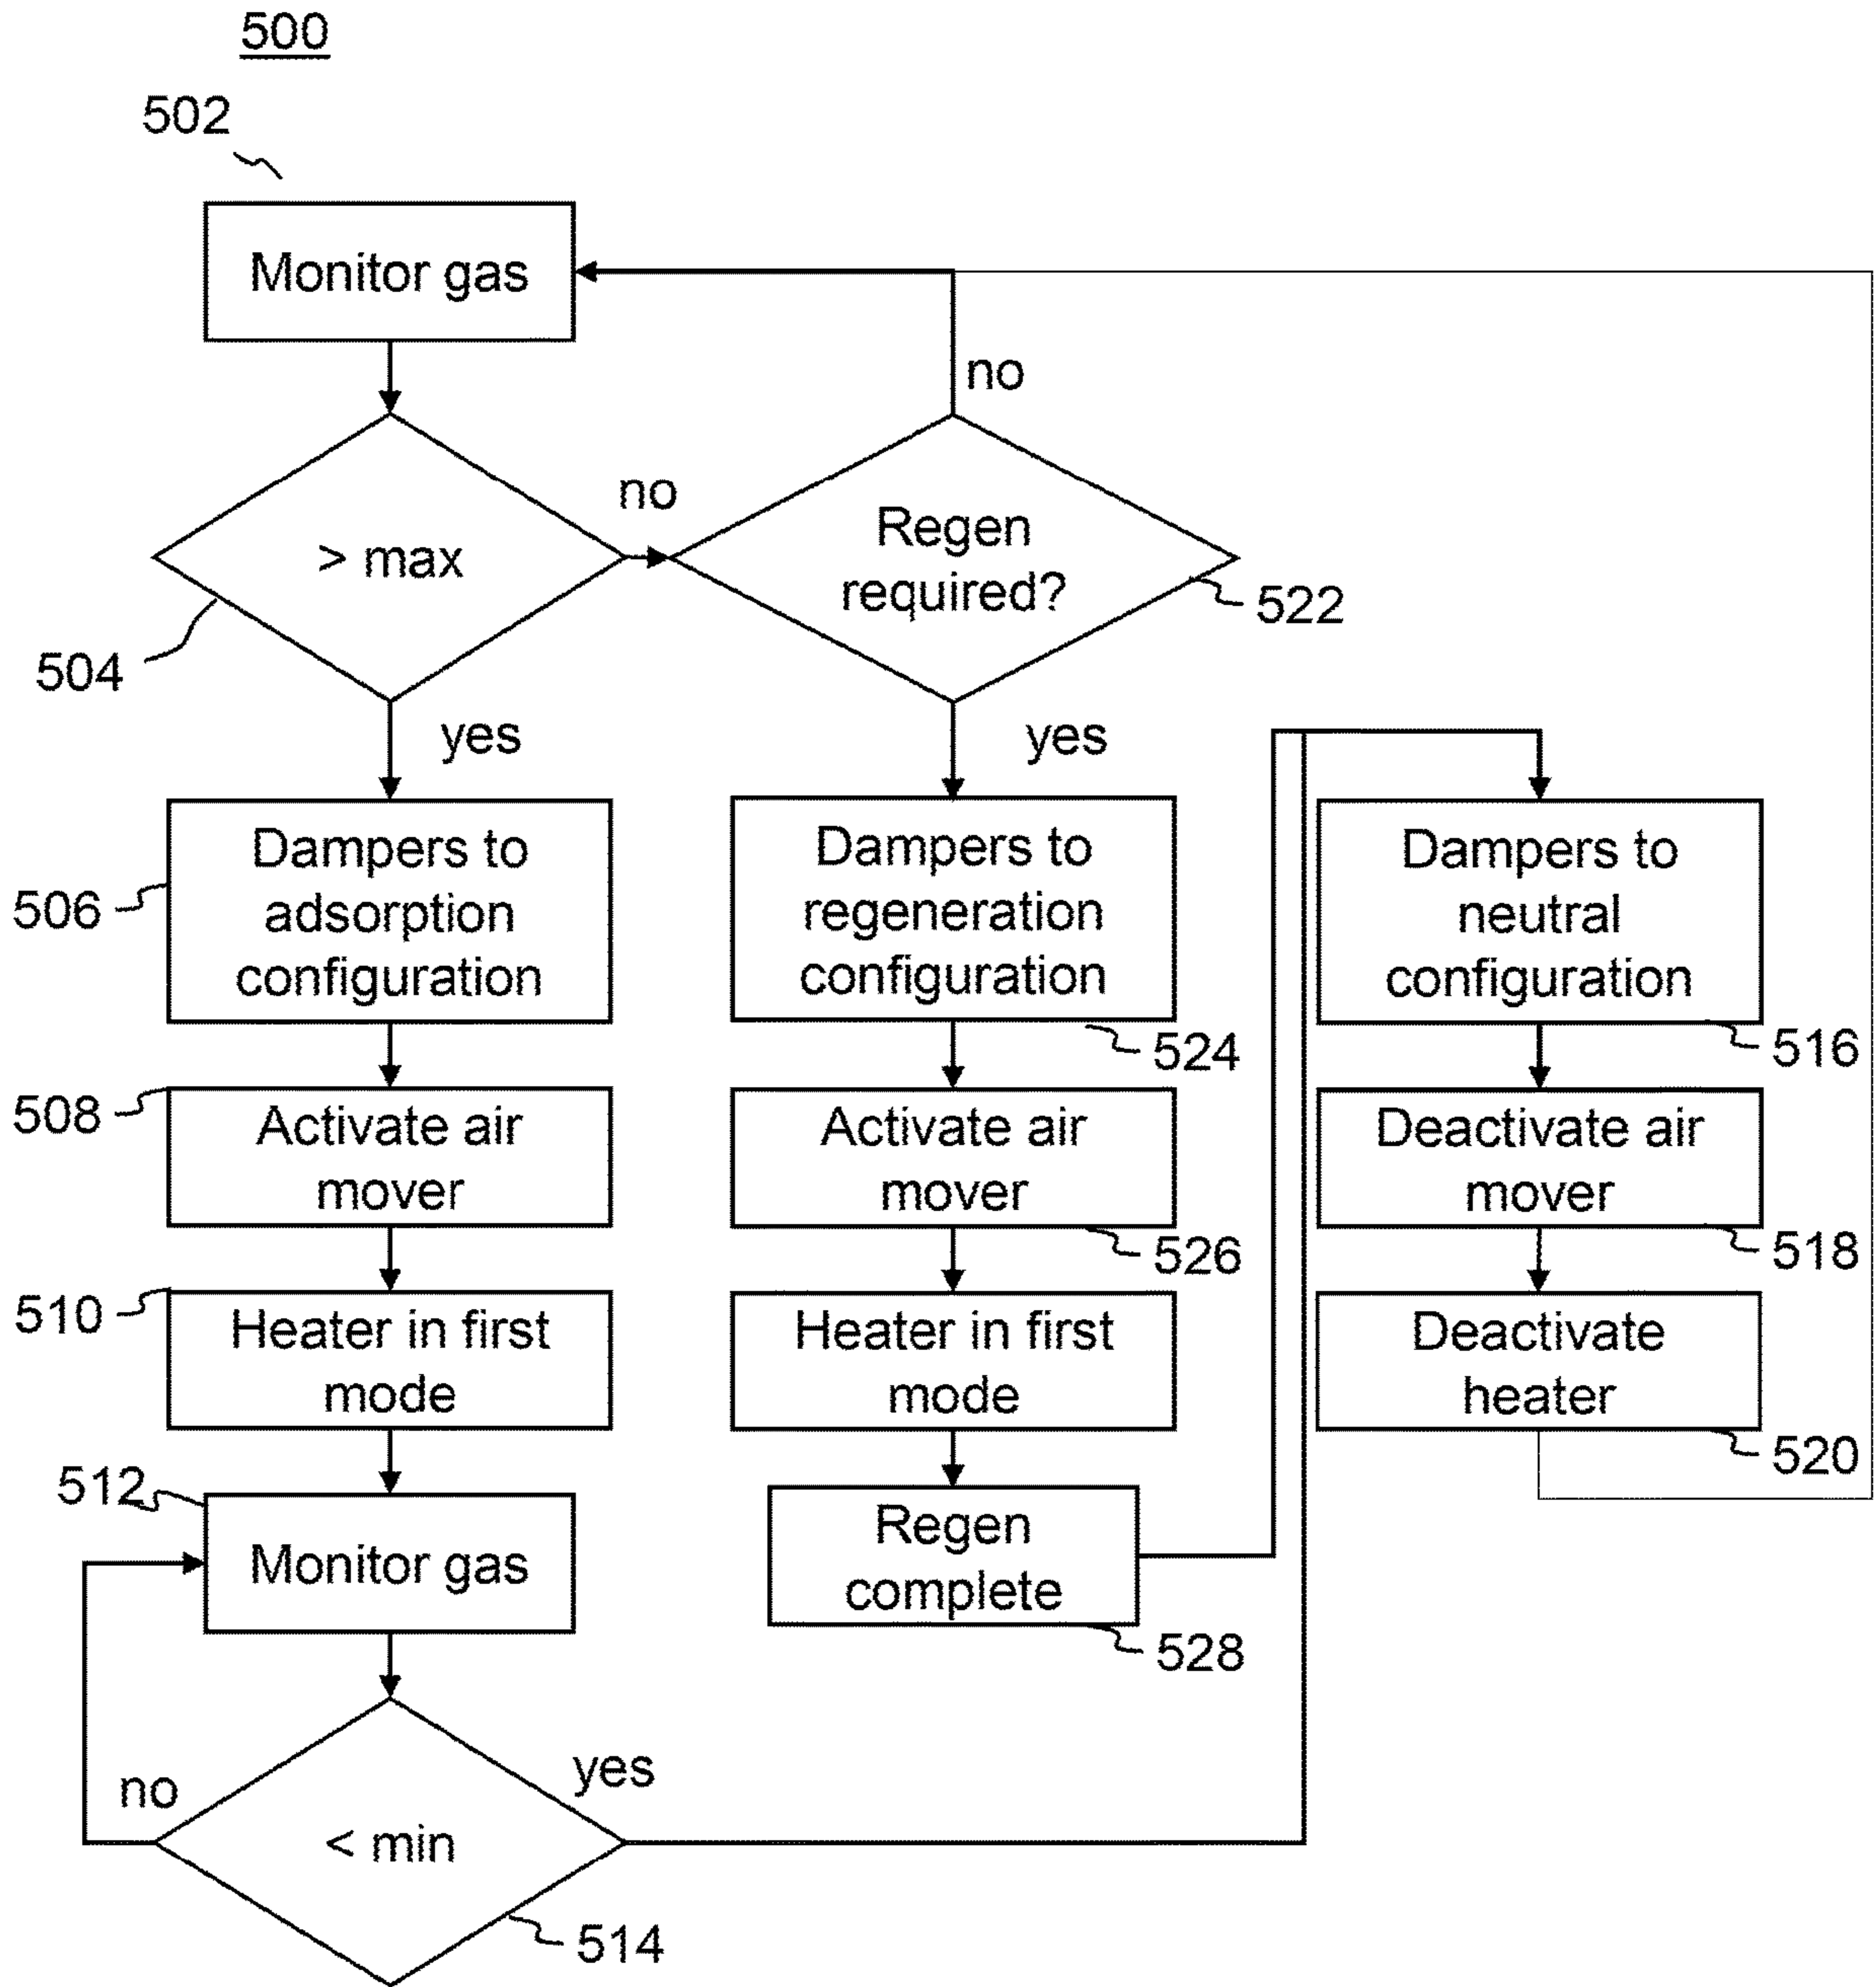 500
502
Monitor gas
no
> max
no
Regen
required?
504
522
yes
yes
Dampers to
adsorption
configuration
506
Dampers to
regeneration
configuration
524
Dampers to
neutral
configuration
516
508
Activate air
mover
Activate air
mover
526
Deactivate air
mover
518
510
Heater in first
mode
Heater in first
mode
Deactivate
heater
520
512
Monitor gas
Regen
complete
528
no
yes
< min
514